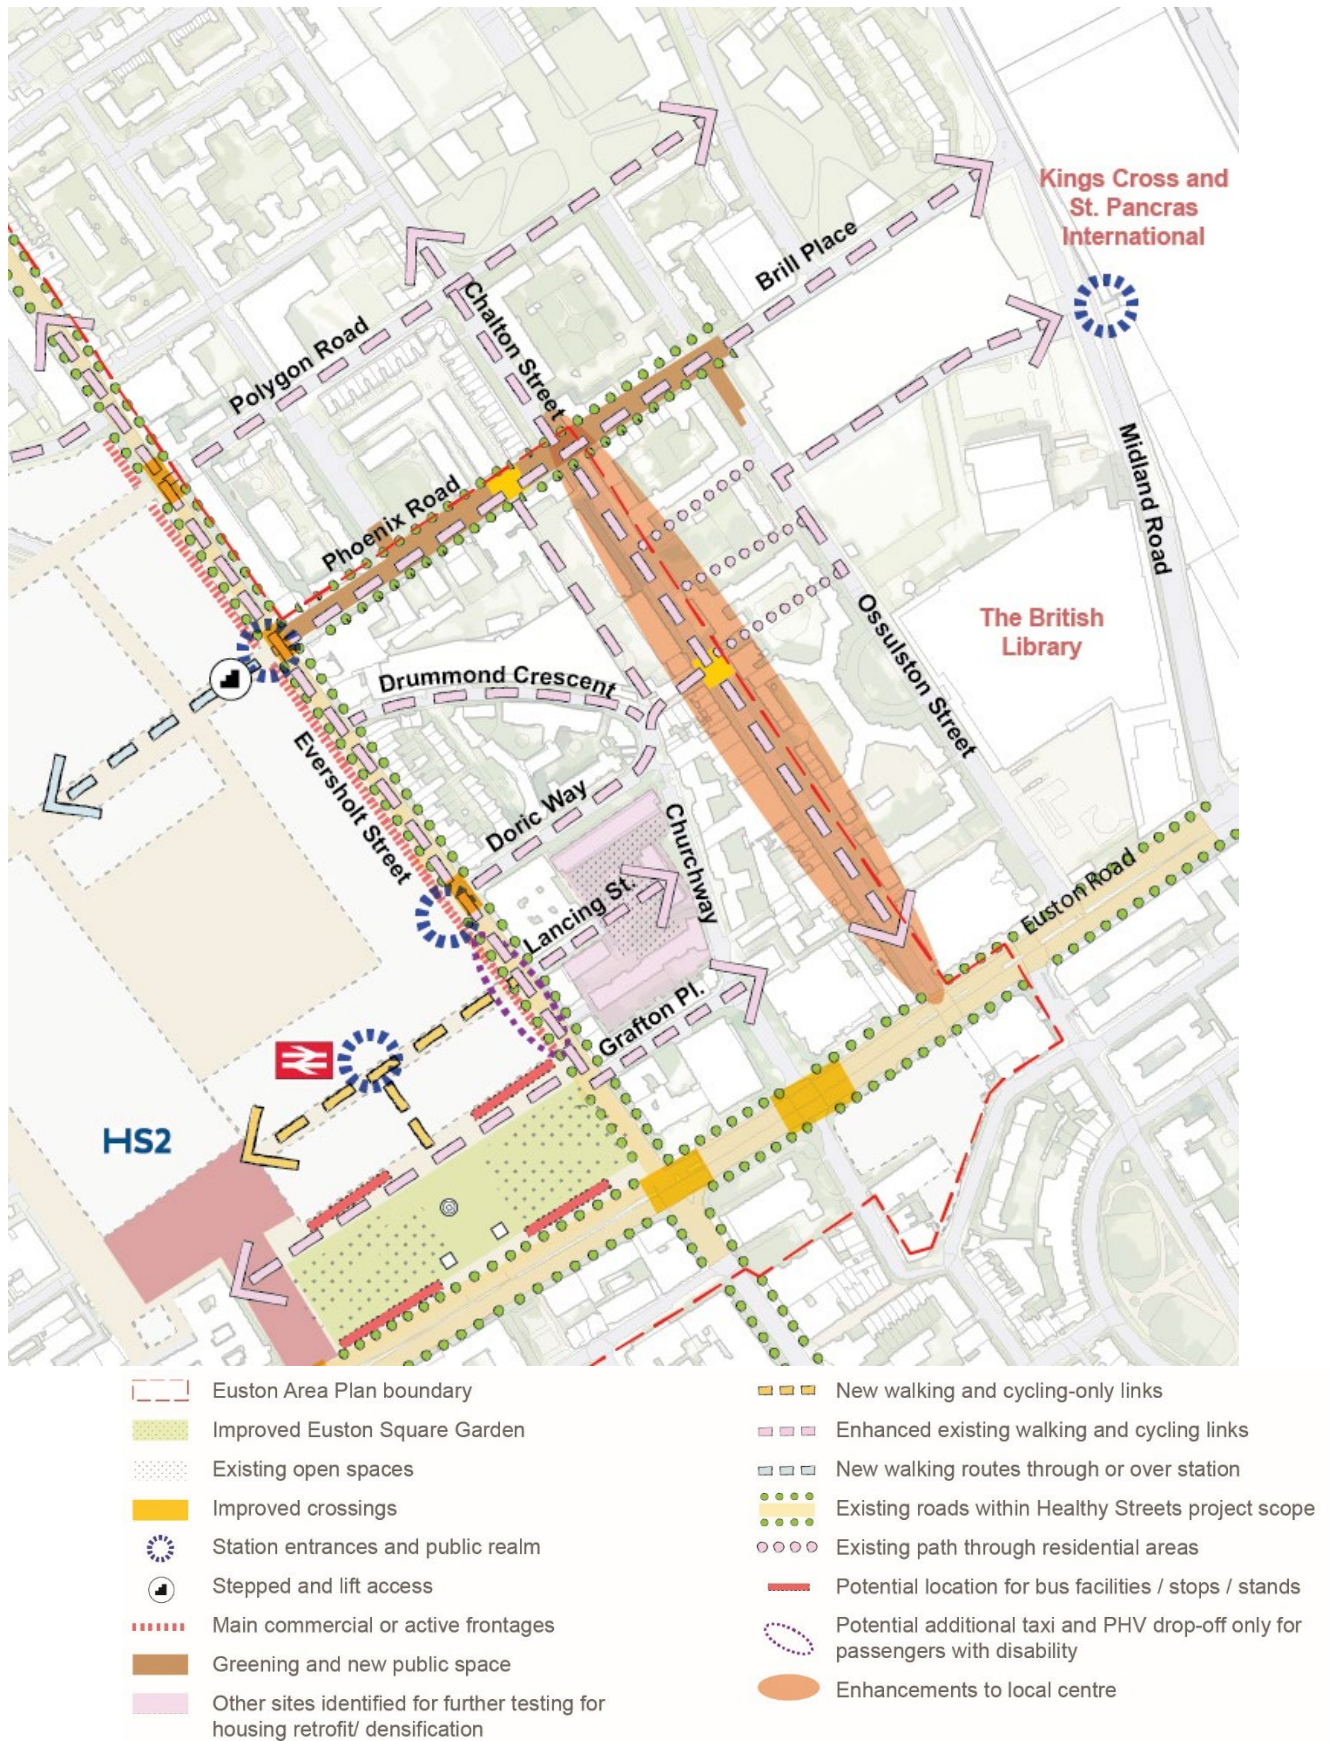 Kings Cross and
St. Pancras
International
Brill Place
Chalton Street
Polygon Road
Midland Road
Phoenix Road
The British
Library
Ossulston Street
Drummond Crescent
Eversholt Street
Doric Way
Churchway
Lancing St.
Euston Road
Grafton Pl.
HS2
Euston Area Plan boundary
Improved Euston Square Garden
Existing open spaces
Improved crossings
Station entrances and public realm
Stepped and lift access
Main commercial or active frontages
Greening and new public space
Other sites identified for further testing for
housing retrofit/ densification
New walking and cycling-only links
Enhanced existing walking and cycling links
New walking routes through or over station
Existing roads within Healthy Streets project scope
Existing path through residential areas
Potential location for bus facilities / stops / stands
Potential additional taxi and PHV drop-off only for
passengers with disability
Enhancements to local centre